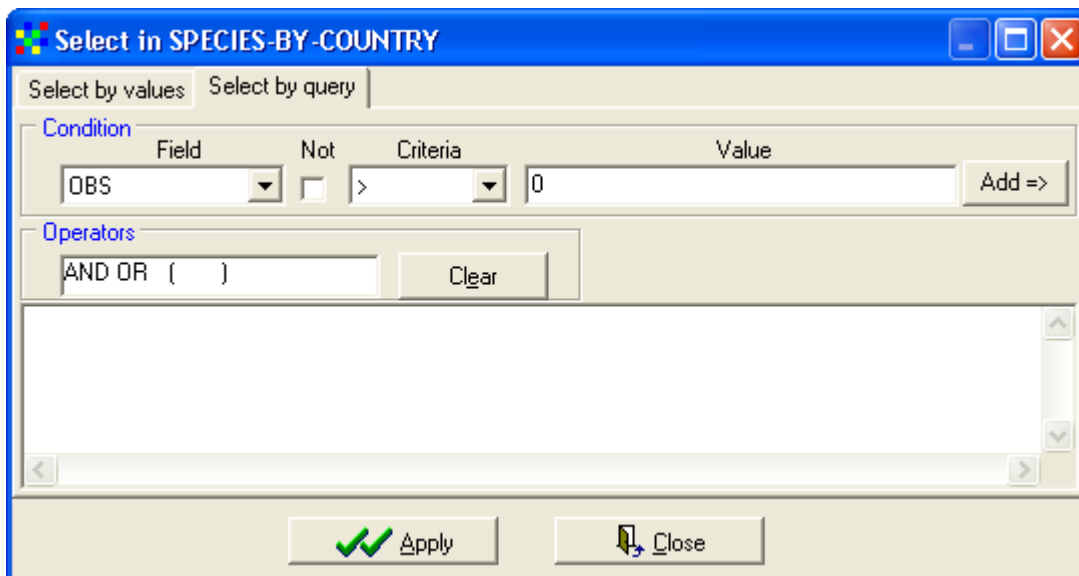 Select in SPECIES-BY-COUNTRY
Select by values Select by query
Condition
Field Not Criteria Value
OBS > 0 Add =>
Operators
AND OR ( ) Clear
Apply Close